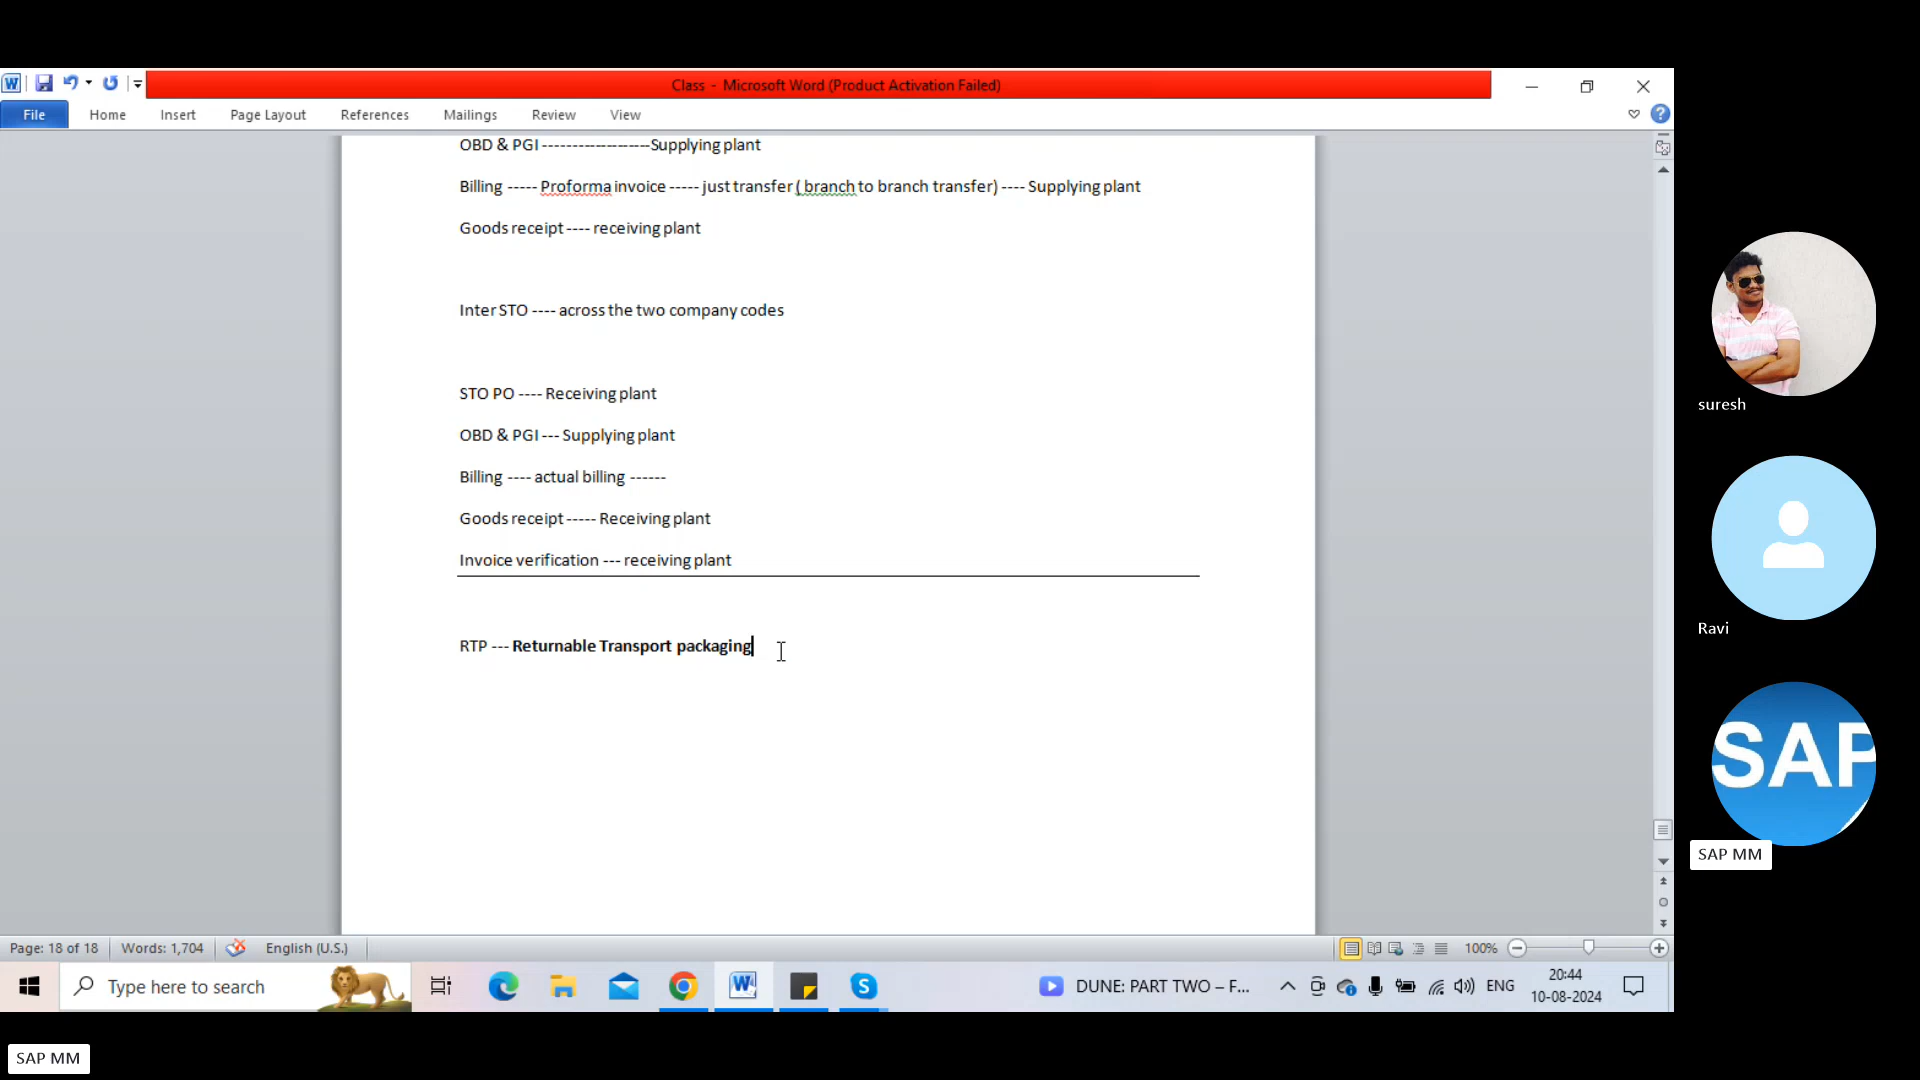 Class - Microsoft Word (Product Activation Failed)
File Home Insert Page Layout References Mailings Review View
OBD & PGI ------------------Supplying plant
Billing ----- Proforma invoice ----- just transfer ( branch to branch transfer) ---- Supplying plant
Goods receipt ---- receiving plant
Inter STO ---- across the two company codes
STO PO ---- Receiving plant
OBD & PGI --- Supplying plant
Billing ---- actual billing ------
Goods receipt ----- Receiving plant
Invoice verification --- receiving plant
RTP --- Returnable Transport packaging
suresh
Ravi
SAP
SAP MM
Page: 18 of 18 Words: 1,704 English (U.S.) 100%
Type here to search DUNE: PART TWO – F... ENG 20:44
10-08-2024
SAP MM